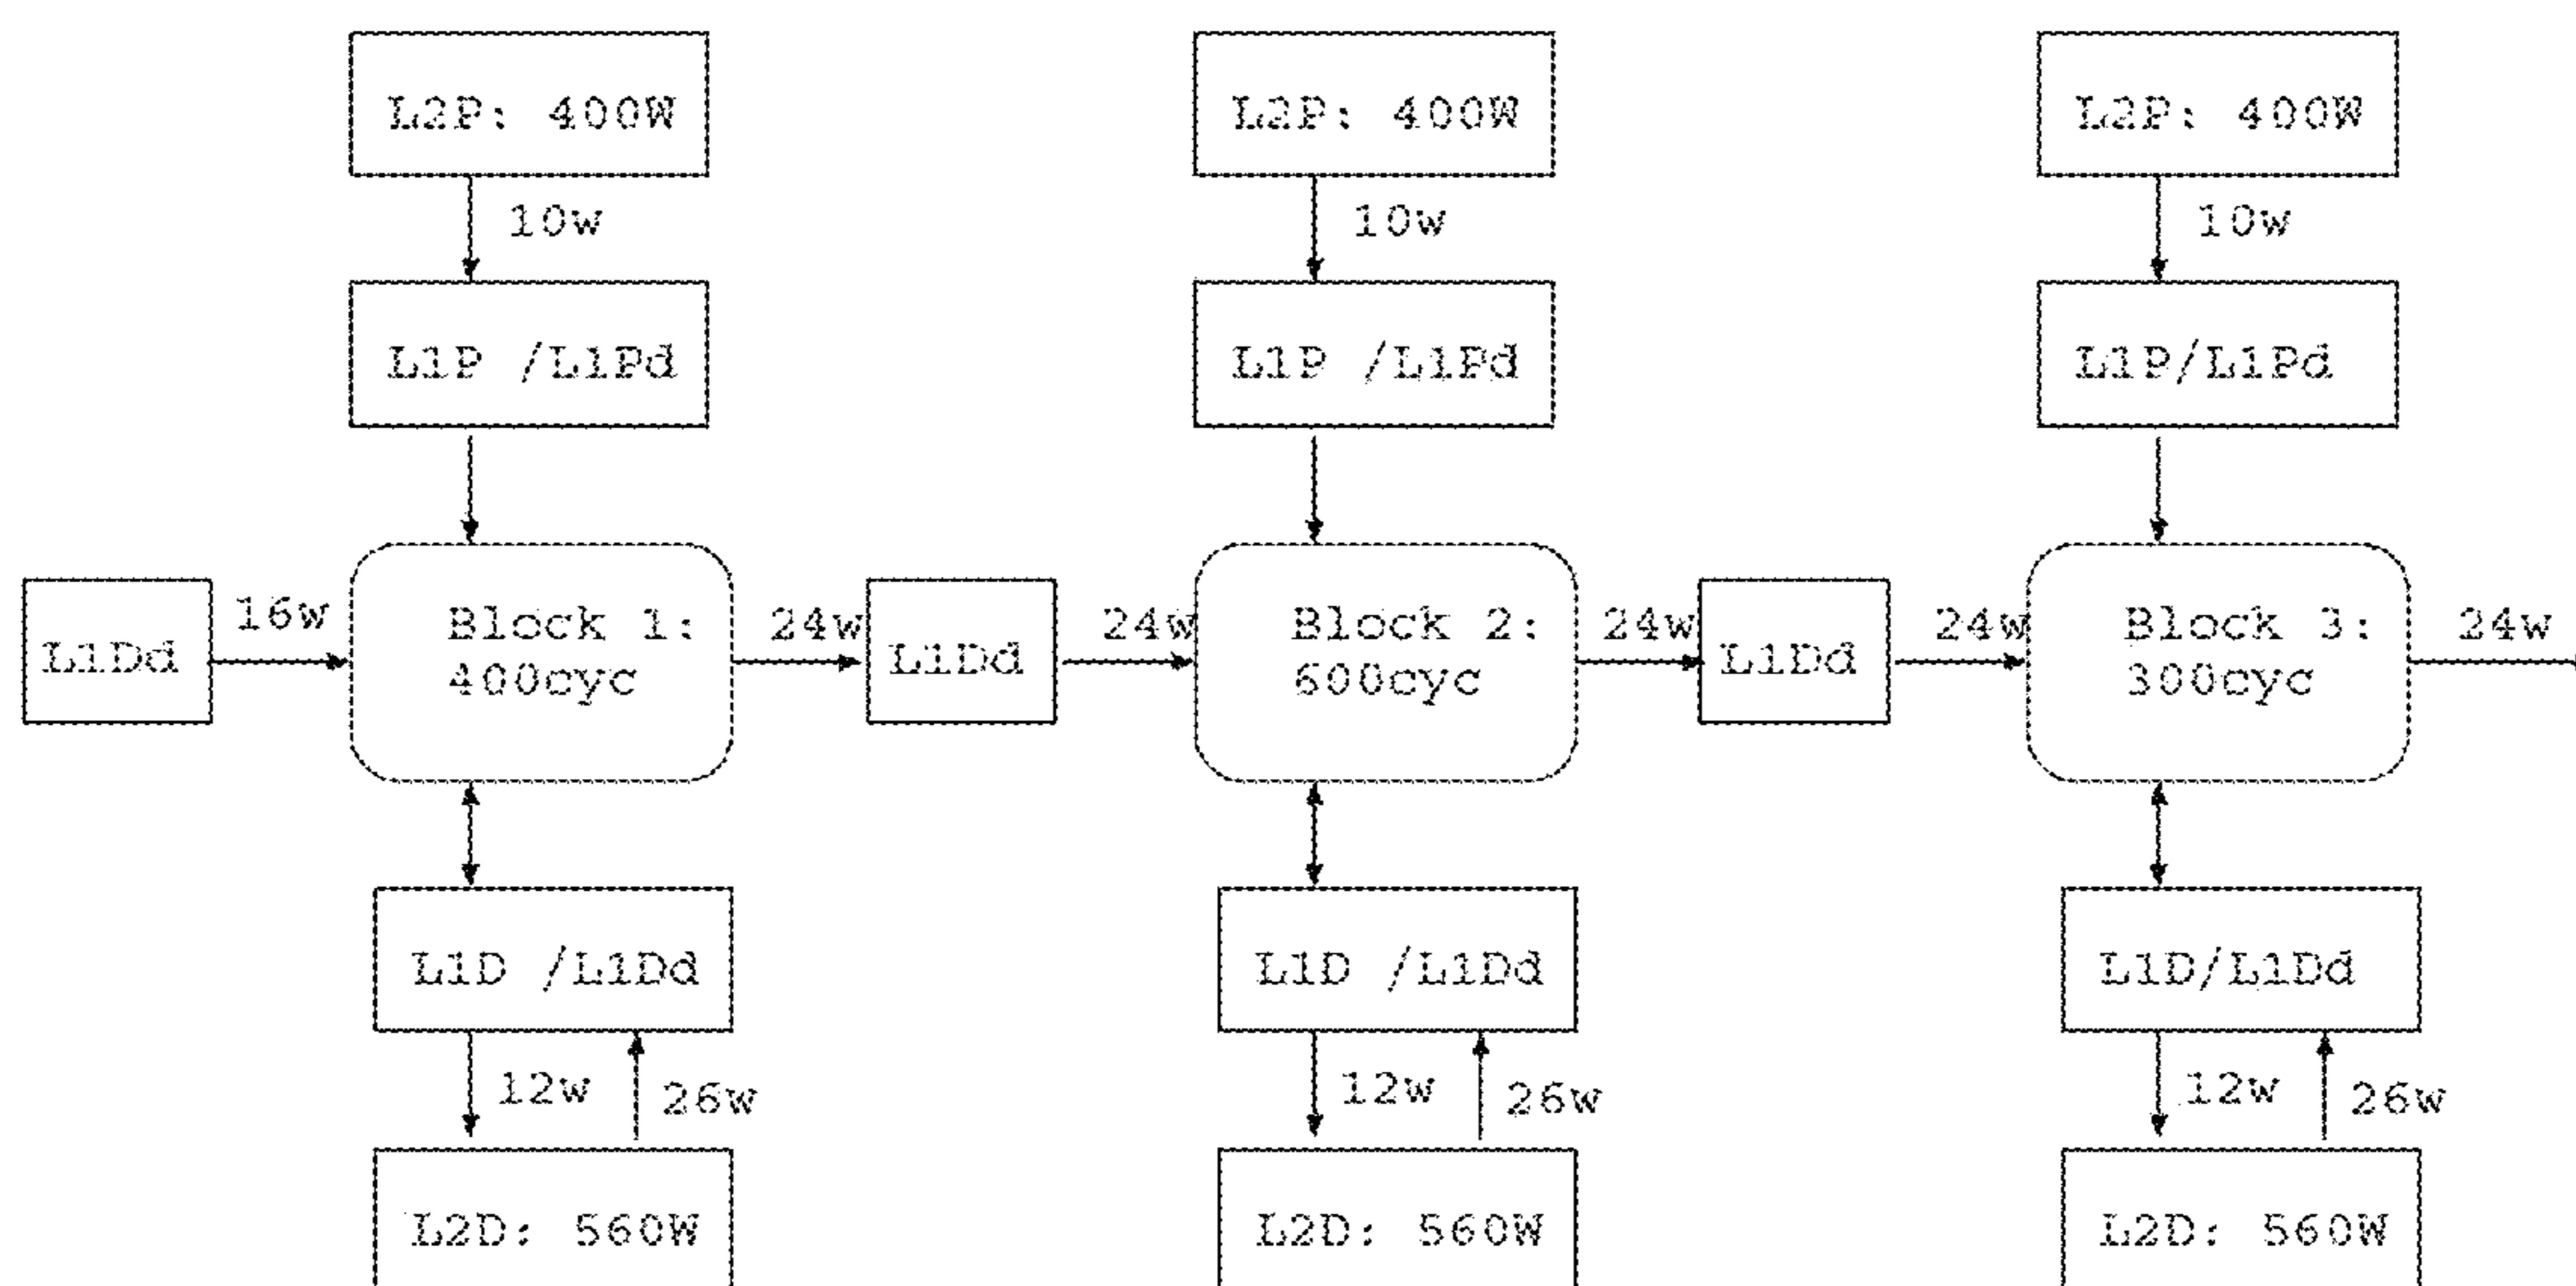 L2P: 400W
L2P: 400W
L2P: 400W
10w
10w
10w
L1P /L1Pd
L1P /L1Pd
L1P/L1Pd
L1Dd
16w
Block 1:
400cyc
24w
L1Dd
24w
Block 2:
600cyc
24w
L1Dd
24w
Block 3:
300cyc
24w
L1D /L1Dd
L1D /L1Dd
L1D/L1Dd
12w
26w
12w
26w
12w
26w
L2D: 560W
L2D: 560W
L2D: 560W